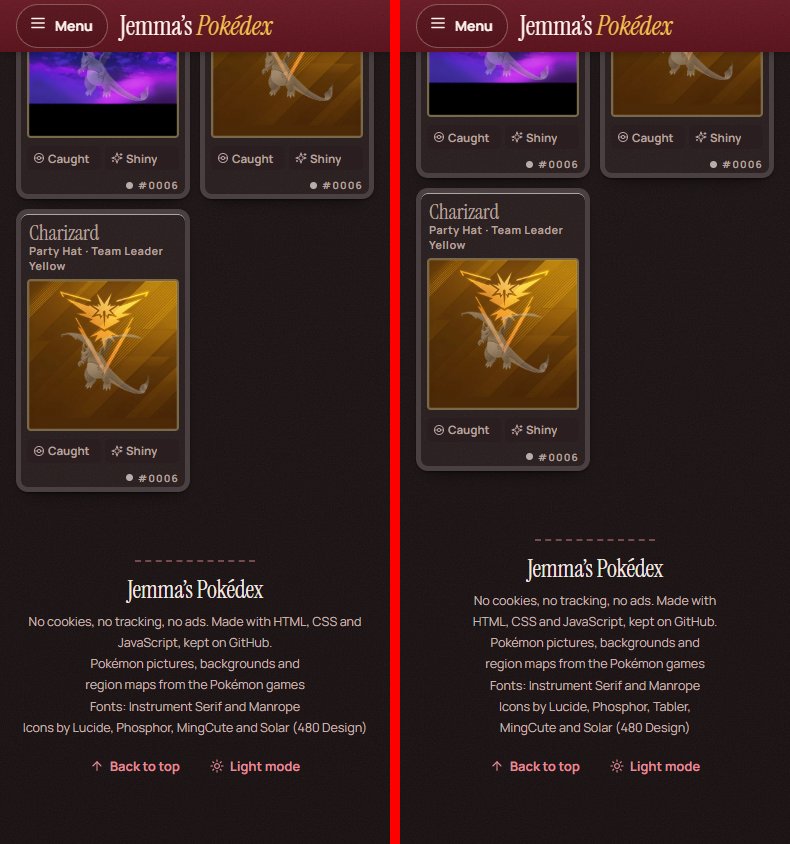 Menu
Jemma's Pokédex
Caught
Shiny
#0006
Caught
Shiny
#0006
Charizard
Party Hat · Team Leader
Yellow
Caught
Shiny
#0006
Jemma's Pokédex
No cookies, no tracking, no ads. Made with HTML, CSS and
JavaScript, kept on GitHub.
Pokémon pictures, backgrounds and
region maps from the Pokémon games
Fonts: Instrument Serif and Manrope
Icons by Lucide, Phosphor, MingCute and Solar (480 Design)
Back to top
Light mode
Menu
Jemma's Pokédex
Caught
Shiny
#0006
Caught
Shiny
#0006
Charizard
Party Hat · Team Leader
Yellow
Caught
Shiny
#0006
Jemma's Pokédex
No cookies, no tracking, no ads. Made with
HTML, CSS and JavaScript, kept on GitHub.
Pokémon pictures, backgrounds and
region maps from the Pokémon games
Fonts: Instrument Serif and Manrope
Icons by Lucide, Phosphor, Tabler,
MingCute and Solar (480 Design)
Back to top
Light mode